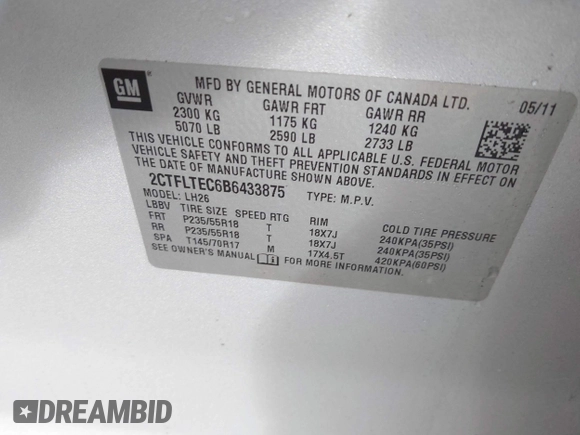 GM
MFD BY GENERAL MOTORS OF CANADA LTD.
05/11
GVWR GAWR FRT GAWR RR
2300 KG 1175 KG 1240 KG
5070 LB 2590 LB 2733 LB
THIS VEHICLE CONFORMS TO ALL APPLICABLE U.S. FEDERAL MOTOR
VEHICLE SAFETY AND THEFT PREVENTION STANDARDS IN EFFECT ON
THE DATE OF MANUFACTURE SHOWN ABOVE.
2CTFLTEC6B6433875 TYPE: M.P.V.
MODEL: LH26
LBBV TIRE SIZE SPEED RTG RIM COLD TIRE PRESSURE
FRT P235/55R18 T 18X7J 240KPA(35PSI)
RR P235/55R18 T 18X7J 240KPA(35PSI)
SPA T145/70R17 M 17X4.5T 420KPA(60PSI)
SEE OWNER'S MANUAL FOR MORE INFORMATION.
DREAMBID